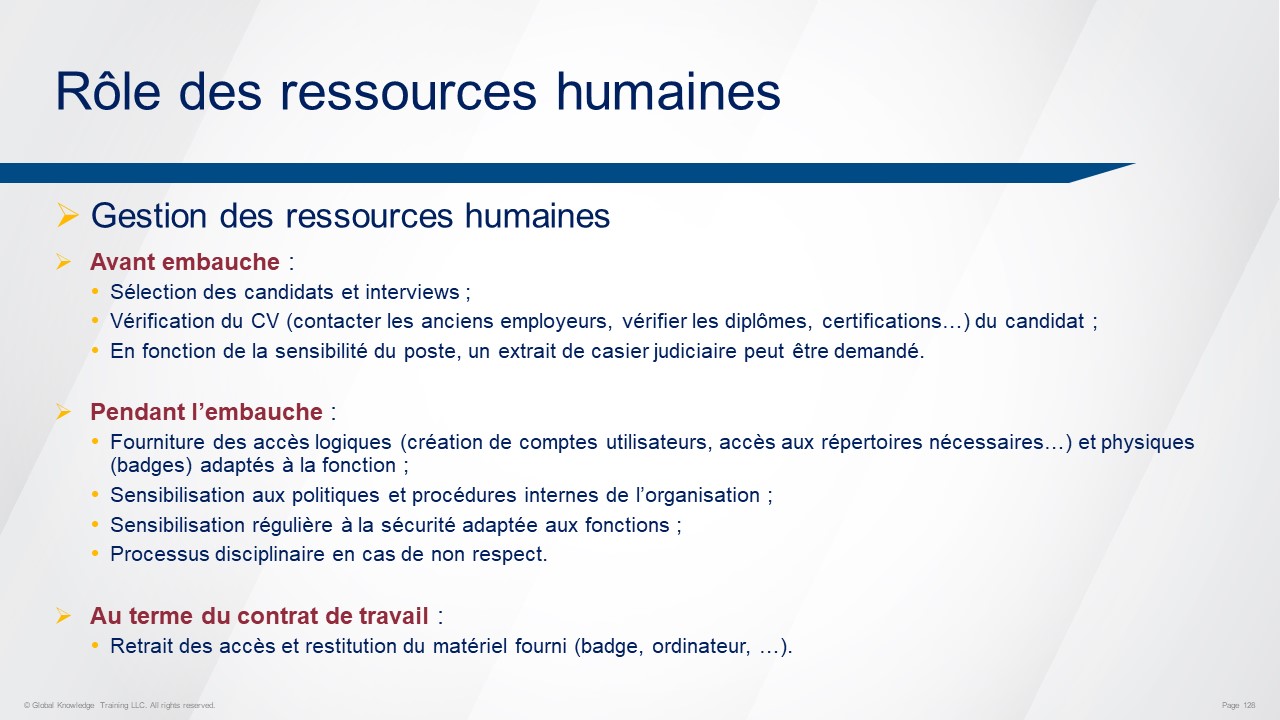 Rôle des ressources humaines
Gestion des ressources humaines
Avant embauche :
Sélection des candidats et interviews ;
Vérification du CV (contacter les anciens employeurs, vérifier les diplômes, certifications…) du candidat ;
En fonction de la sensibilité du poste, un extrait de casier judiciaire peut être demandé.
Pendant l’embauche :
Fourniture des accès logiques (création de comptes utilisateurs, accès aux répertoires nécessaires…) et physiques
(badges) adaptés à la fonction ;
Sensibilisation aux politiques et procédures internes de l’organisation ;
Sensibilisation régulière à la sécurité adaptée aux fonctions ;
Processus disciplinaire en cas de non respect.
Au terme du contrat de travail :
Retrait des accès et restitution du matériel fourni (badge, ordinateur, …).
© Global Knowledge Training LLC. All rights reserved.
Page 128